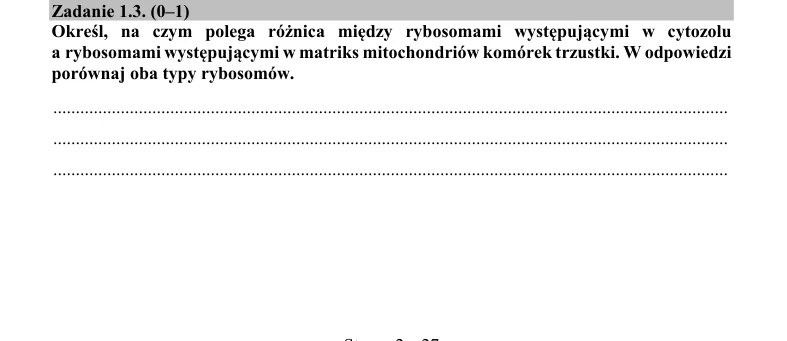 Zadanie 1.3. (0–1)
Określ, na czym polega różnica między rybosomami występującymi w cytozolu
a rybosomami występującymi w matriks mitochondriów komórek trzustki. W odpowiedzi
porównaj oba typy rybosomów.